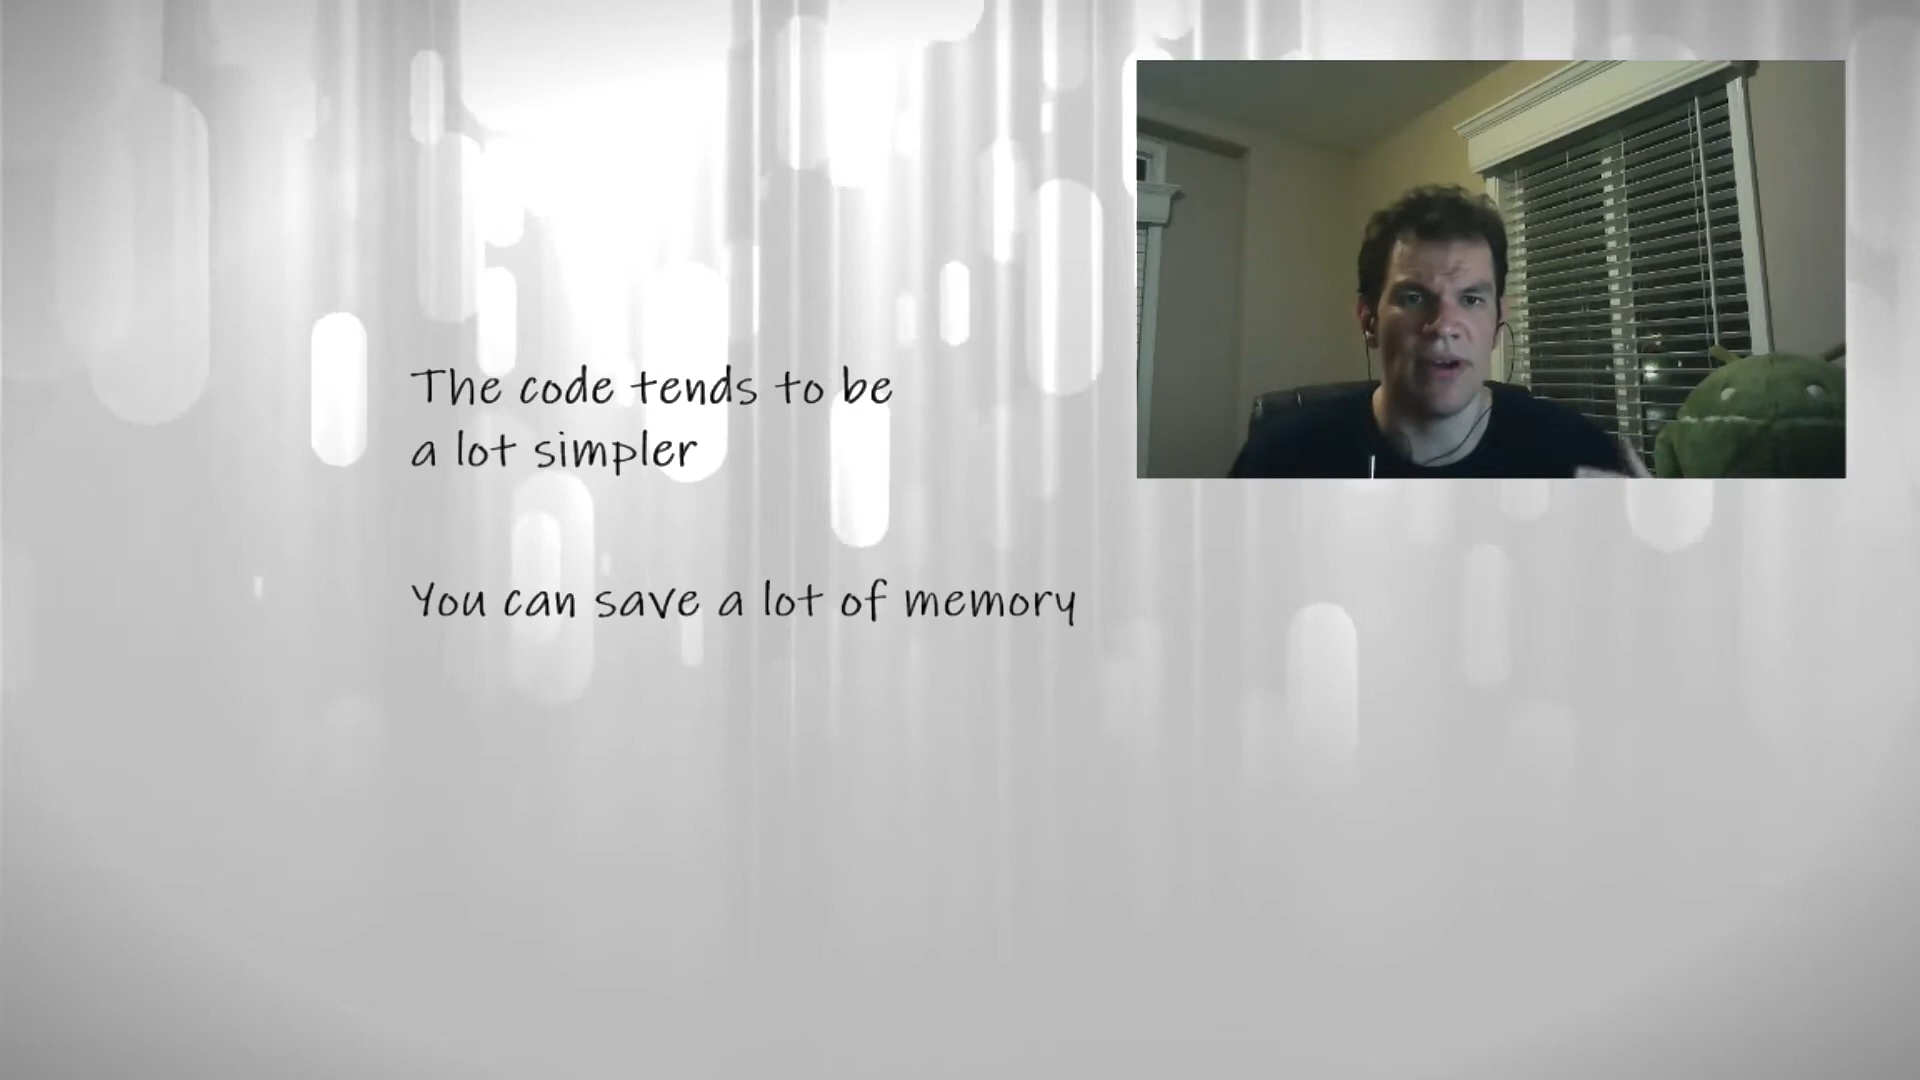 The code tends to be
a lot simpler
You can save a lot of memory